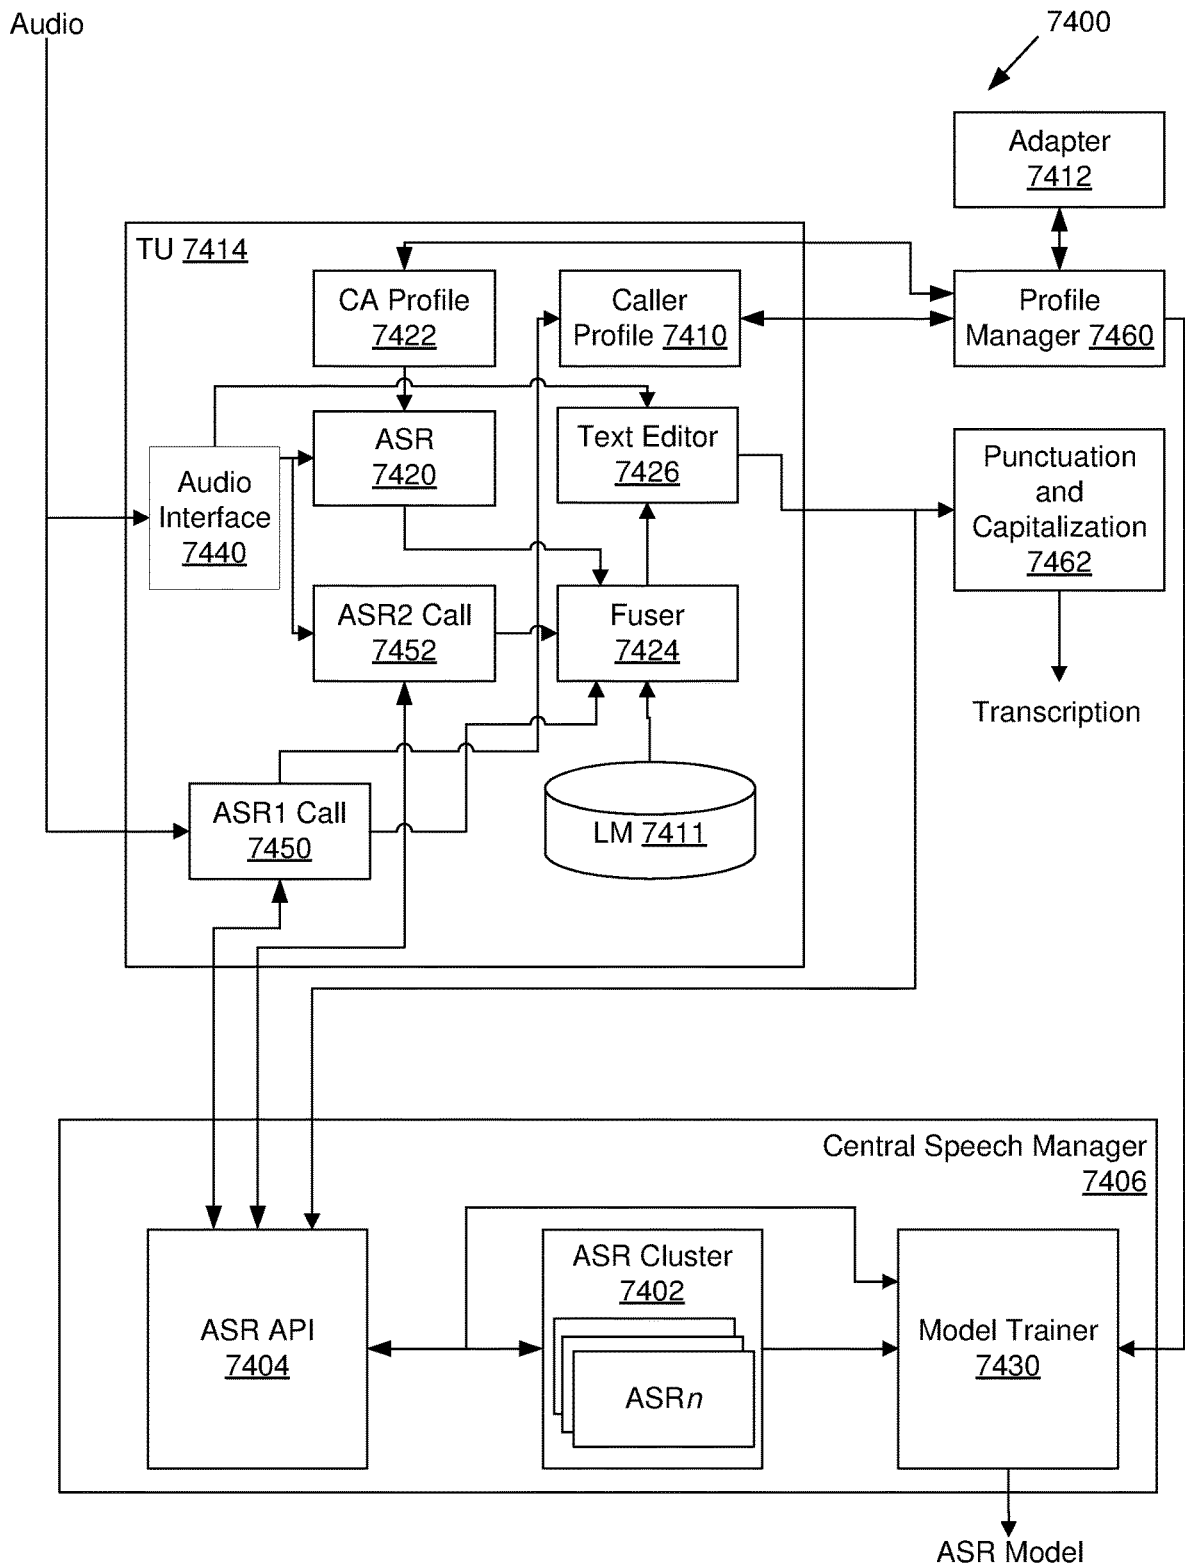 Audio
7400
Adapter
7412
TU 7414
CA Profile
7422
Caller
Profile 7410
Profile
Manager 7460
ASR
7420
Text Editor
7426
Punctuation
and
Capitalization
7462
Audio
Interface
7440
ASR2 Call
7452
Fuser
7424
Transcription
ASR1 Call
7450
LM 7411
Central Speech Manager
7406
ASR API
7404
ASR Cluster
7402
ASRn
Model Trainer
7430
ASR Model